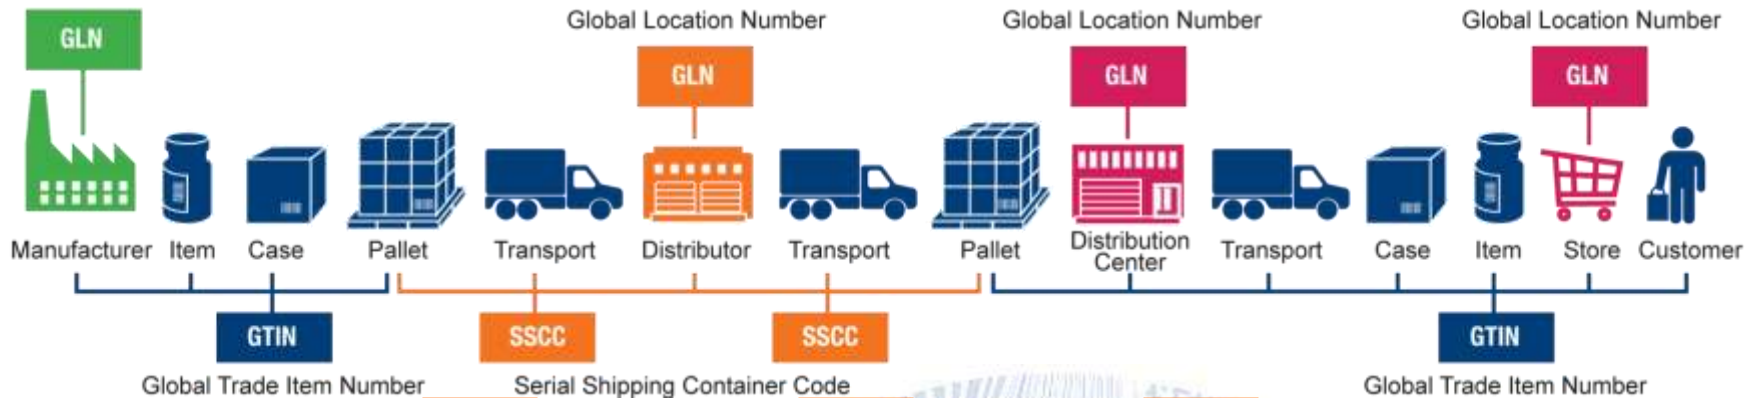 Global Location Number
Global Location Number
Global Location Number
GLN
GLN
GLN
GLN
Manufacturer
Item
Case
Pallet
Transport
Distributor
Transport
Pallet
Distribution
Center
Transport
Case
Item
Store
Customer
GTIN
SSCC
SSCC
GTIN
Global Trade Item Number
Serial Shipping Container Code
Global Trade Item Number